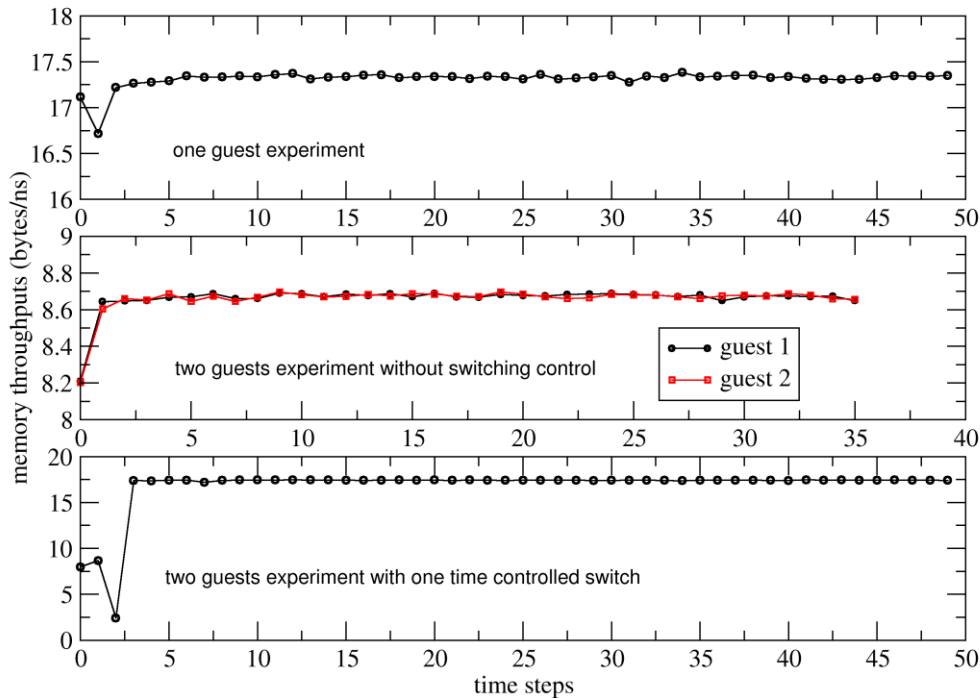 memory throughputs (bytes/ns)
18
17.5
17
16.5
16
one guest experiment
0 5 10 15 20 25 30 35 40 45 50
9
8.8
8.6
8.4
8.2
8
guest 1
guest 2
two guests experiment without switching control
0 5 10 15 20 25 30 35 40
20
15
10
5
0
two guests experiment with one time controlled switch
0 5 10 15 20 25 30 35 40 45 50
time steps